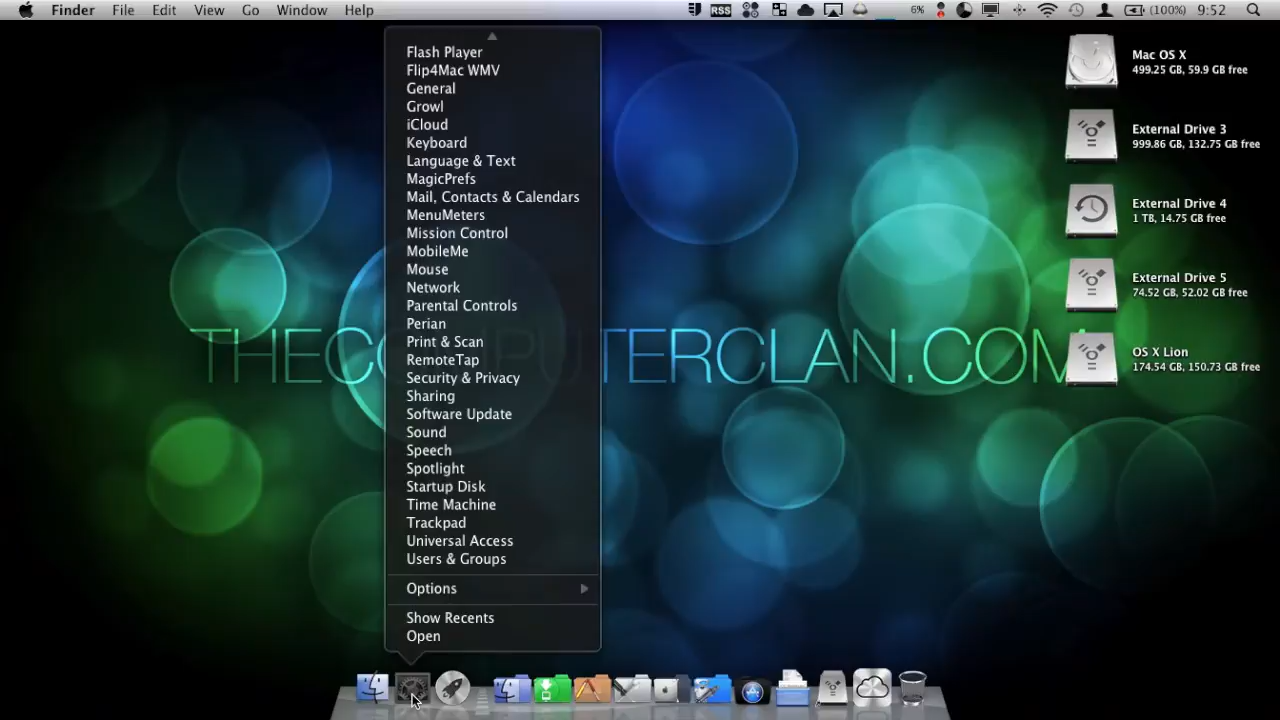 Finder File Edit View Go Window Help
RSS 6% (100%) 9:52
Flash Player
Flip4Mac WMV
General
Growl
iCloud
Keyboard
Language & Text
MagicPrefs
Mail, Contacts & Calendars
MenuMeters
Mission Control
MobileMe
Mouse
Network
Parental Controls
Perian
Print & Scan
RemoteTap
Security & Privacy
Sharing
Software Update
Sound
Speech
Spotlight
Startup Disk
Time Machine
Trackpad
Universal Access
Users & Groups
Options
Show Recents
Open
Mac OS X
499.25 GB, 59.9 GB free
External Drive 3
999.86 GB, 132.75 GB free
External Drive 4
1 TB, 14.75 GB free
External Drive 5
74.52 GB, 52.02 GB free
OS X Lion
174.54 GB, 150.73 GB free
THECOMPUTERCLAN.COM